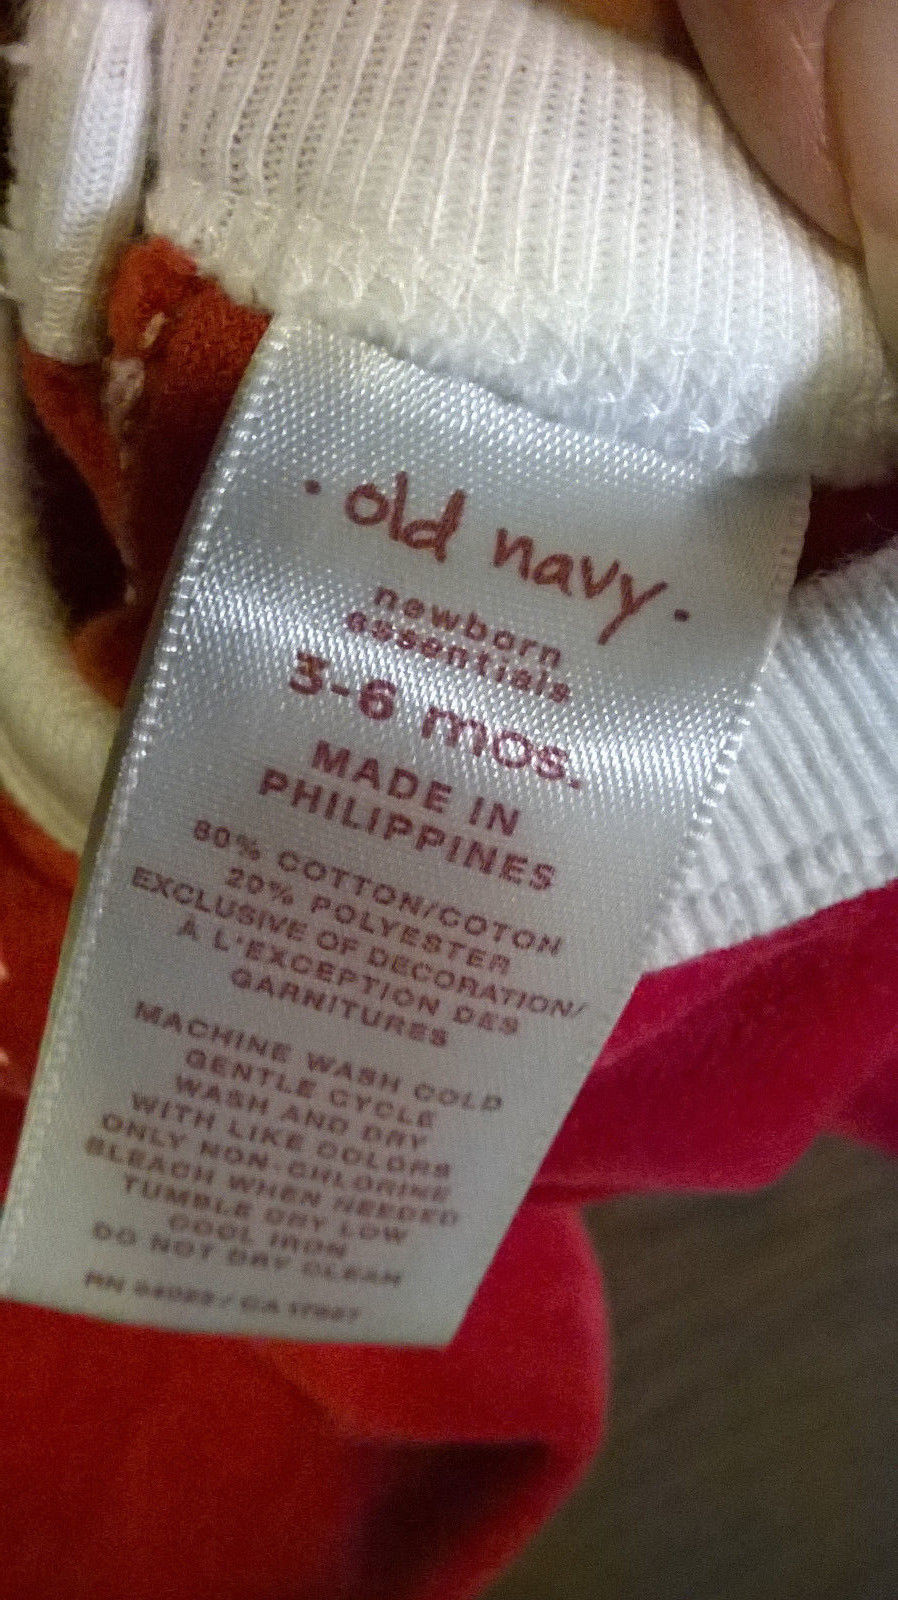 · old navy ·
newborn
essentials
3-6 mos.
MADE IN
PHILIPPINES
80% COTTON/COTON
20% POLYESTER
EXCLUSIVE OF DECORATION/
À L'EXCEPTION DES
GARNITURES
MACHINE WASH COLD
GENTLE CYCLE
WASH AND DRY
WITH LIKE COLORS
ONLY NON-CHLORINE
BLEACH WHEN NEEDED
TUMBLE DRY LOW
COOL IRON
DO NOT DRY CLEAN
RN / CA